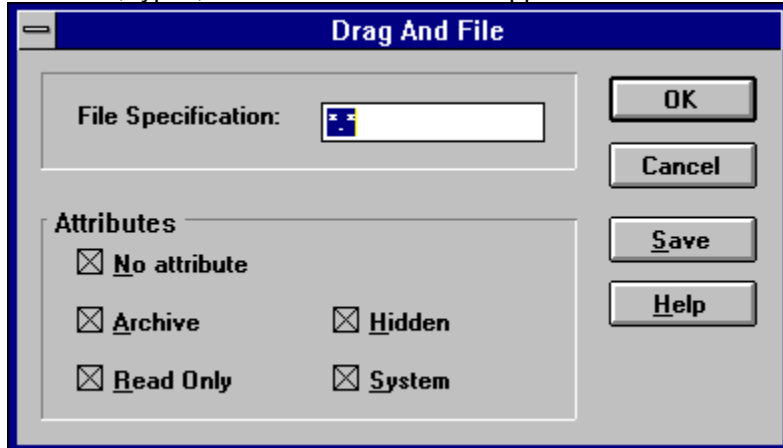 Drag And File
File Specification:
*.*
OK
Cancel
Attributes
No attribute
Save
Archive
Hidden
Help
Read Only
System